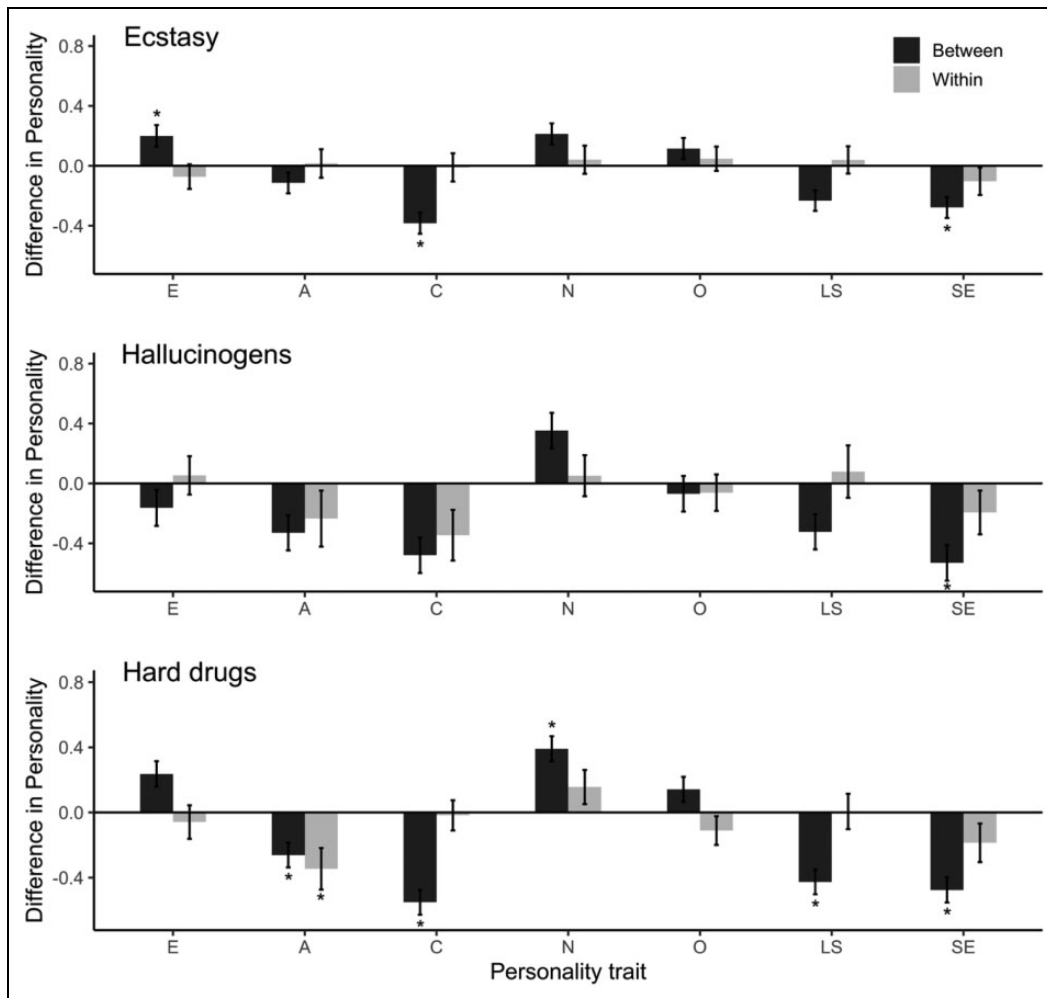 Ecstasy
Between
Within
Difference in Personality
0.8
0.4
0.0
-0.4
*
*
*
E A C N O LS SE
Hallucinogens
Difference in Personality
0.8
0.4
0.0
-0.4
*
E A C N O LS SE
Hard drugs
Difference in Personality
0.8
0.4
0.0
-0.4
*
*
*
*
*
*
E A C N O LS SE
Personality trait